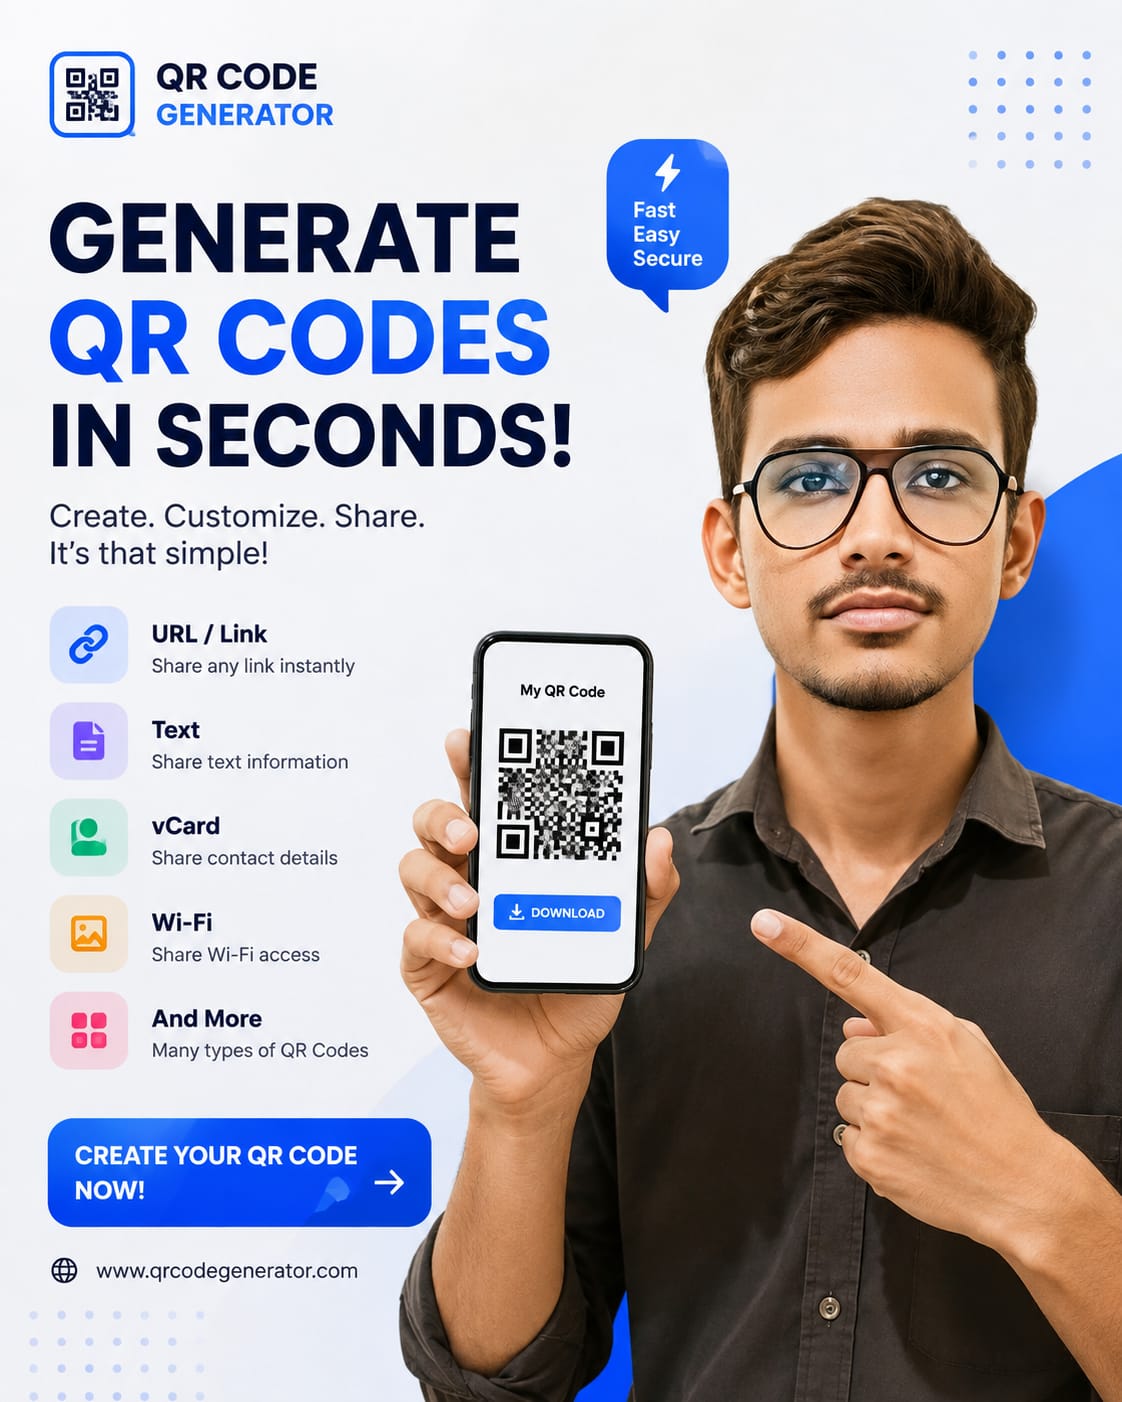 QR CODE
GENERATOR
Fast
Easy
Secure
GENERATE
QR CODES
IN SECONDS!
Create. Customize. Share.
It's that simple!
URL / Link
Share any link instantly
Text
Share text information
vCard
Share contact details
Wi-Fi
Share Wi-Fi access
And More
Many types of QR Codes
My QR Code
DOWNLOAD
CREATE YOUR QR CODE
NOW!
www.qrcodegenerator.com